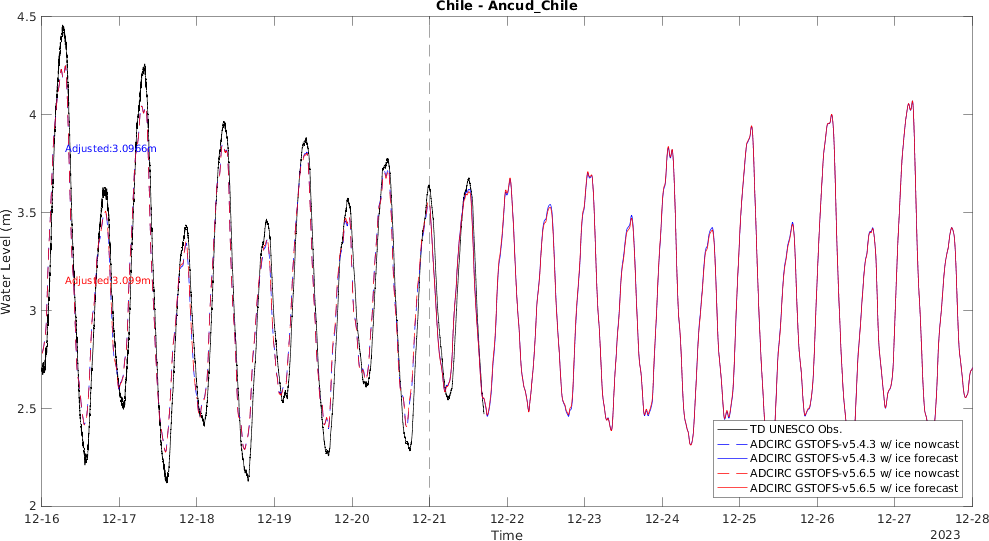 Chile - Ancud_Chile
Water Level (m)
4.5
4
3.5
3
2.5
2
Adjusted:3.0966m
Adjusted:3.099m
TD UNESCO Obs.
ADCIRC GSTOFS-v5.4.3 w/ ice nowcast
ADCIRC GSTOFS-v5.4.3 w/ ice forecast
ADCIRC GSTOFS-v5.6.5 w/ ice nowcast
ADCIRC GSTOFS-v5.6.5 w/ ice forecast
12-16 12-17 12-18 12-19 12-20 12-21 12-22 12-23 12-24 12-25 12-26 12-27 12-28
Time
2023